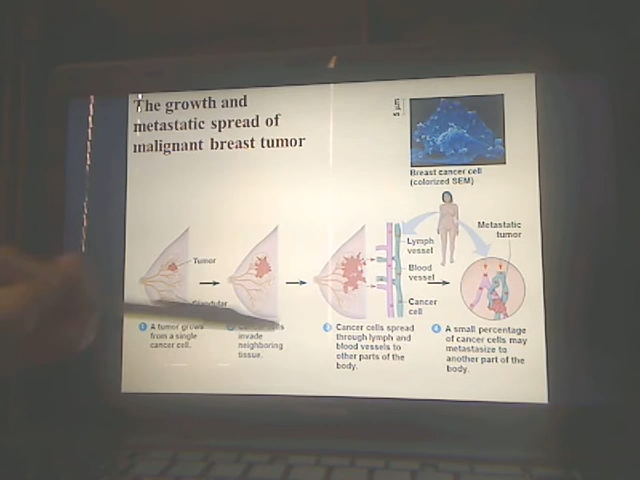 The growth and
metastatic spread of
malignant breast tumor
5 µm
Breast cancer cell
(colorized SEM)
Metastatic
tumor
Lymph
vessel
Tumor
Blood
vessel
Glandular
Cancer
cell
1 A tumor grows
from a single
cancer cell.
2 Cancer cells
invade
neighboring
tissue.
3 Cancer cells spread
through lymph and
blood vessels to
other parts of the
body.
4 A small percentage
of cancer cells may
metastasize to
another part of the
body.